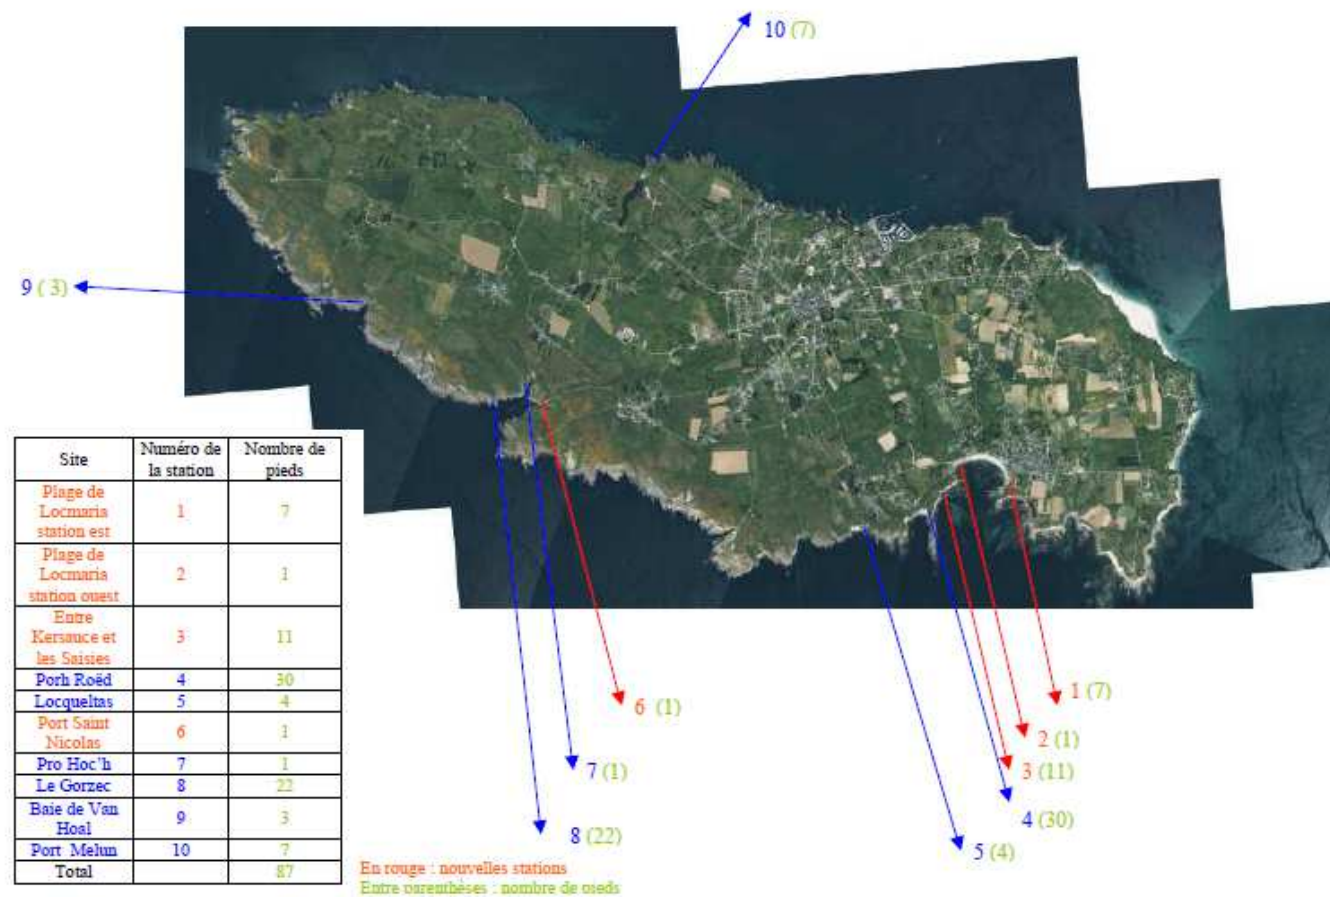 10 (7)
9 ( 3)
Site Numéro de la station Nombre de pieds
Plage de Locmaria station est 1 7
Plage de Locmaria station ouest 2 1
Entre Kersauce et les Saisies 3 11
Porh Roëd 4 30
Locqueltas 5 4
Port Saint Nicolas 6 1
Pro Hoc'h 7 1
Le Gorzec 8 22
Baie de Van Hoal 9 3
Port Melun 10 7
Total 87
6 (1)
1 (7)
2 (1)
7 (1)
3 (11)
4 (30)
8 (22)
5 (4)
En rouge : nouvelles stations
Entre parenthèses : nombre de pieds